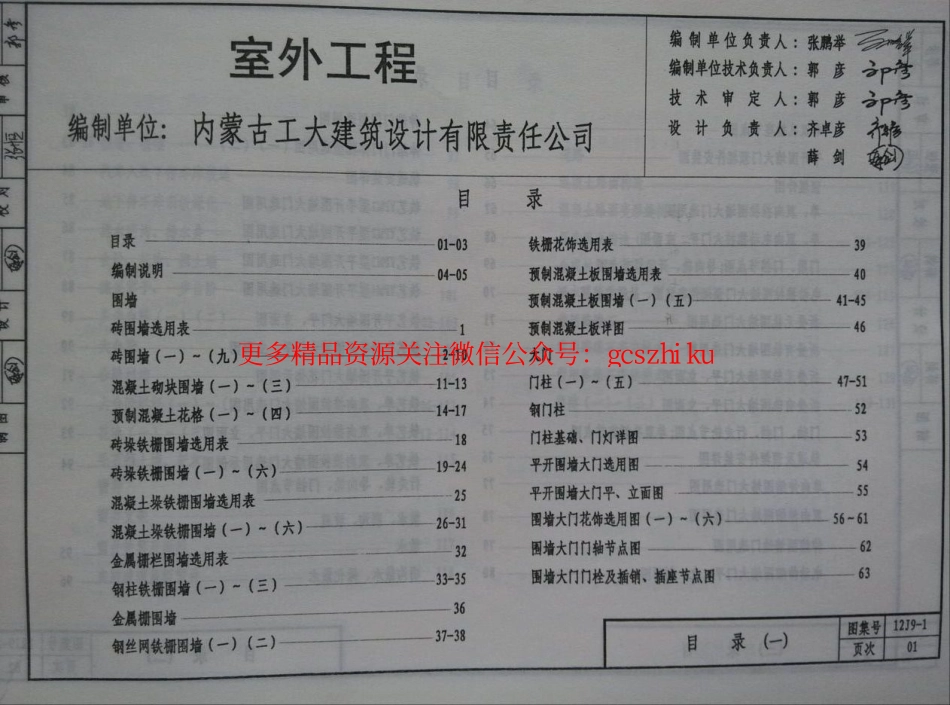 室外工程
编制单位：内蒙古工大建筑设计有限责任公司
编制单位负责人：张鹏举
编制单位技术负责人：郭 彦
技术审定人：郭 彦
设计负责人：齐卓彦
薛 剑
目 录
目录 01-03
编制说明 04-05
围墙
砖围墙选用表 1
砖围墙（一）~（九） 2-10
混凝土砌块围墙（一）~（三） 11-13
预制混凝土花格（一）~（四） 14-17
砖垛铁栅围墙选用表 18
砖垛铁栅围墙（一）~（六） 19-24
混凝土垛铁栅围墙选用表 25
混凝土垛铁栅围墙（一）~（六） 26-31
金属栅栏围墙选用表 32
钢柱铁栅围墙（一）~（三） 33-35
金属栅围墙 36
钢丝网铁栅围墙（一）（二） 37-38
铁栅花饰选用表 39
预制混凝土板围墙选用表 40
预制混凝土板围墙（一）（五） 41-45
预制混凝土板详图 46
大门
门柱（一）~（五） 47-51
钢门柱 52
门柱基础、门灯详图 53
平开围墙大门选用图 54
平开围墙大门平、立面图 55
围墙大门花饰选用图（一）~（六） 56~61
围墙大门门轴节点图 62
围墙大门门栓及插销、插座节点图 63
更多精品资源关注微信公众号：gcszhiku
目 录（一）
图集号 12J9-1
页次 01
审核
校对
设计
制图